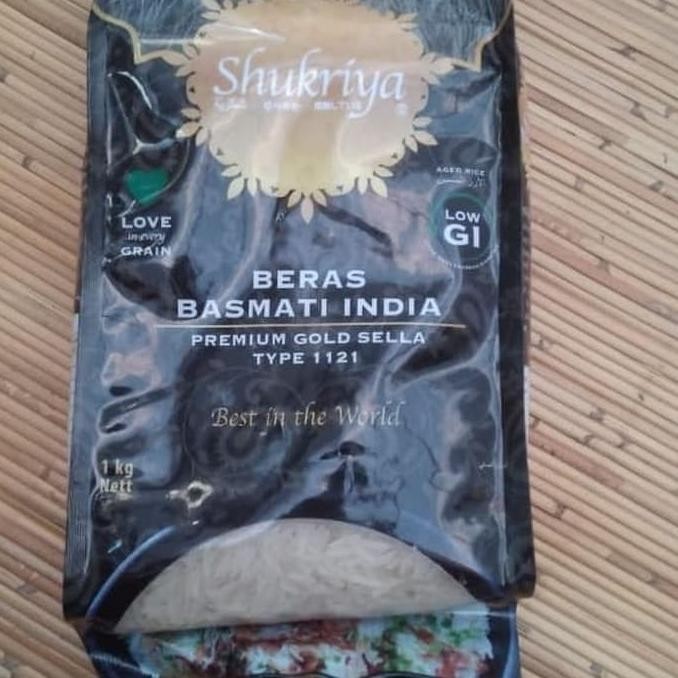 Shukriya
AGED RICE
LOW
GI
LOVE
in every
GRAIN
BERAS
BASMATI INDIA
PREMIUM GOLD SELLA
TYPE 1121
Best in the World
1 kg
Nett